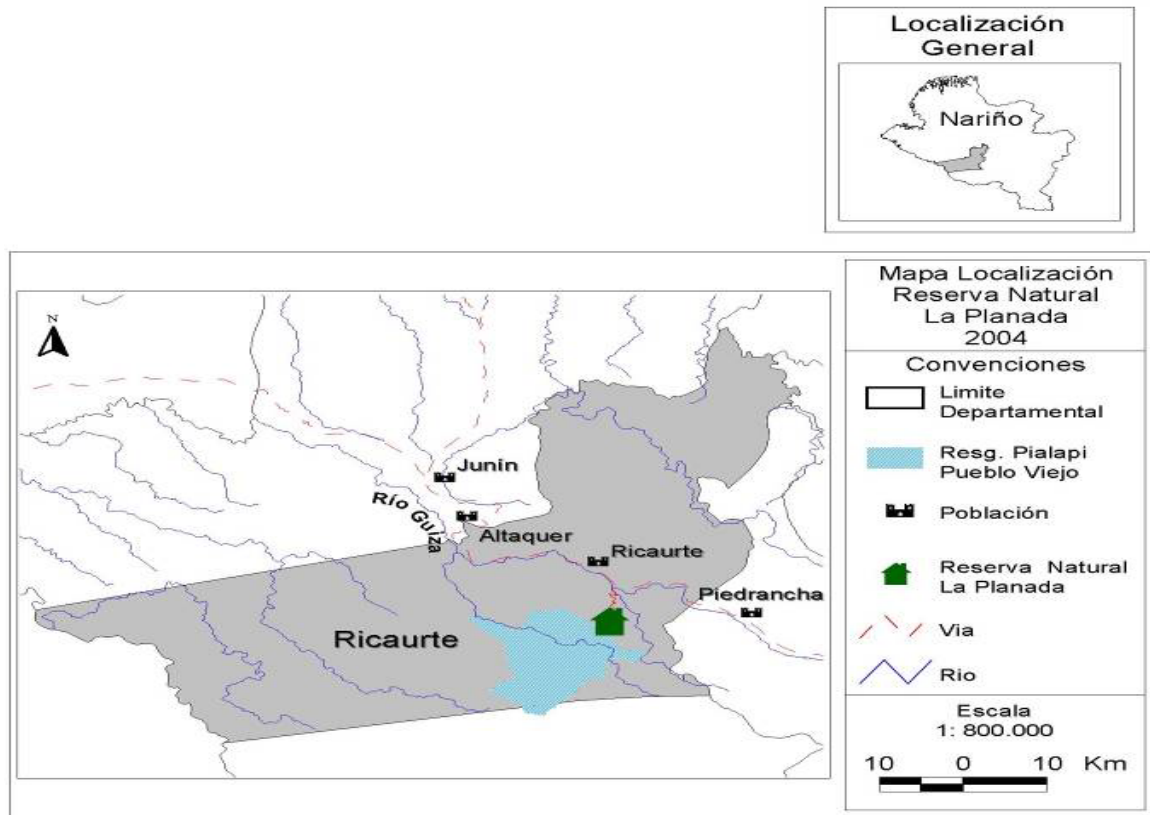 Localización
General
Nariño
N
Junín
Río Guiza
Altaquer
Ricaurte
Piedrancha
Ricaurte
Mapa Localización
Reserva Natural
La Planada
2004
Convenciones
Limite
Departamental
Resg. Pialapi
Pueblo Viejo
Población
Reserva Natural
La Planada
Via
Rio
Escala
1: 800.000
10 0 10 Km